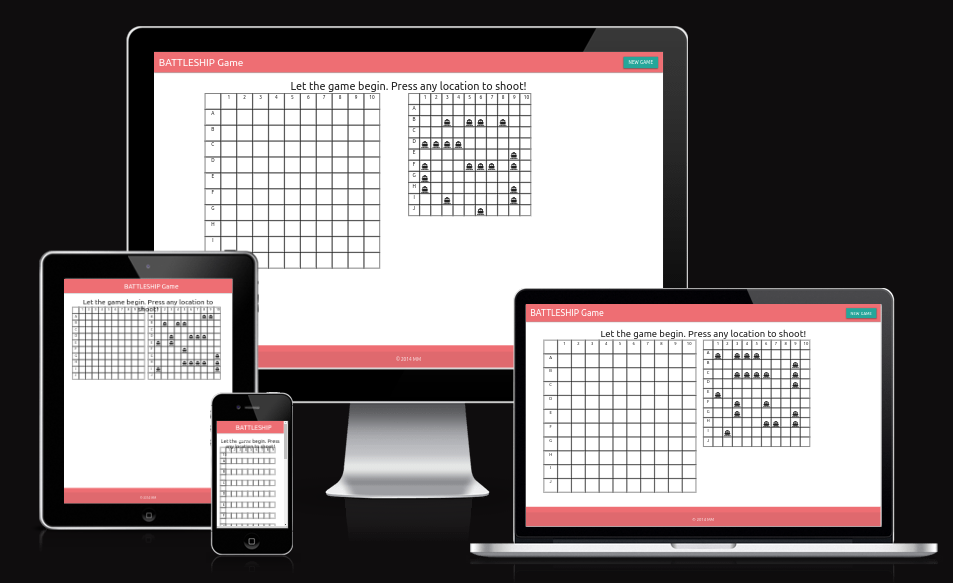 BATTLESHIP Game
NEW GAME
Let the game begin. Press any location to shoot!
1 2 3 4 5 6 7 8 9 10
A
B
C
D
E
F
G
H
I
1 2 3 4 5 6 7 8 9 10
A
B
C
D
E
F
G
H
I
J
© 2014 MM
BATTLESHIP Game
Let the game begin. Press any location to
shoot!
BATTLESHIP
Let the game begin. Press
any location to shoot!
BATTLESHIP Game
NEW GAME
Let the game begin. Press any location to shoot!
1 2 3 4 5 6 7 8 9 10
A
B
C
D
E
F
G
H
I
J
1 2 3 4 5 6 7 8 9 10
A
B
C
D
E
F
G
H
I
J
© 2014 MM